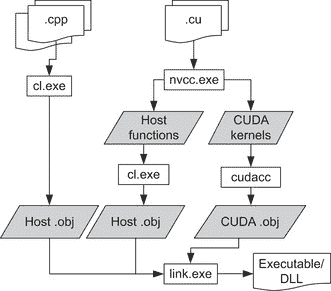 .cpp
.cu
cl.exe
nvcc.exe
Host
functions
CUDA
kernels
cl.exe
cudacc
Host .obj
Host .obj
CUDA .obj
link.exe
Executable/
DLL